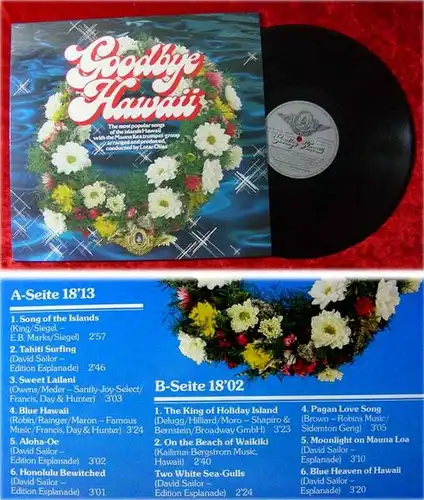 Goodbye
Hawaii
The most popular songs
of the islands Hawaii
with the Mauna Kea trumpet-group
arranged and produced,
conducted by Lotar Olias
Goodbye Hawaii
A-Seite 18'13
1. Song of the Islands
(King/Siegel –
E.B. Marks/Siegel) 2'57
2. Tahiti Surfing
(David Sailor –
Edition Esplanade) 2'46
3. Sweet Lailani
(Owens/Meder – Santly-Joy-Select/
Francis, Day & Hunter) 3'03
4. Blue Hawaii
(Robin/Rainger/Maron – Famous
Music/Francis, Day & Hunter) 3'24
5. Aloha-Oe
(David Sailor –
Edition Esplanade) 3'02
6. Honolulu Bewitched
(David Sailor –
Edition Esplanade) 3'01
B-Seite 18'02
1. The King of Holiday Island
(Delugg/Hilliard/Moro – Shapiro &
Bernstein/Broadway GmbH) 3'23
2. On the Beach of Waikiki
(Kailimai-Bergstrom Music,
Hawaii) 2'40
Two White Sea-Gulls
(David Sailor –
Edition Esplanade) 2'24
4. Pagan Love Song
(Brown – Robbins Music/
Sidenton Gerig) 3'05
5. Moonlight on Mauna Loa
(David Sailor –
Esplanade) 3'10
6. Blue Heaven of Hawaii
(David Sailor –
Edition Esplanade) 3'20